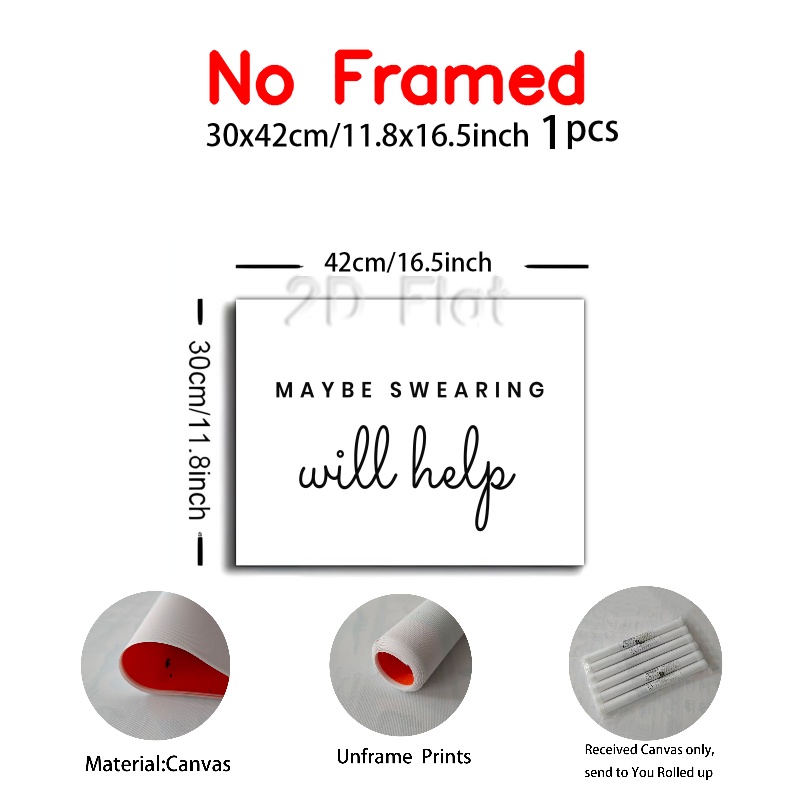 No Framed
30x42cm/11.8x16.5inch 1pcs
42cm/16.5inch
2D Flat
30cm/11.8inch
MAYBE SWEARING
will help
Material:Canvas
Unframe Prints
Received Canvas only,
send to You Rolled up